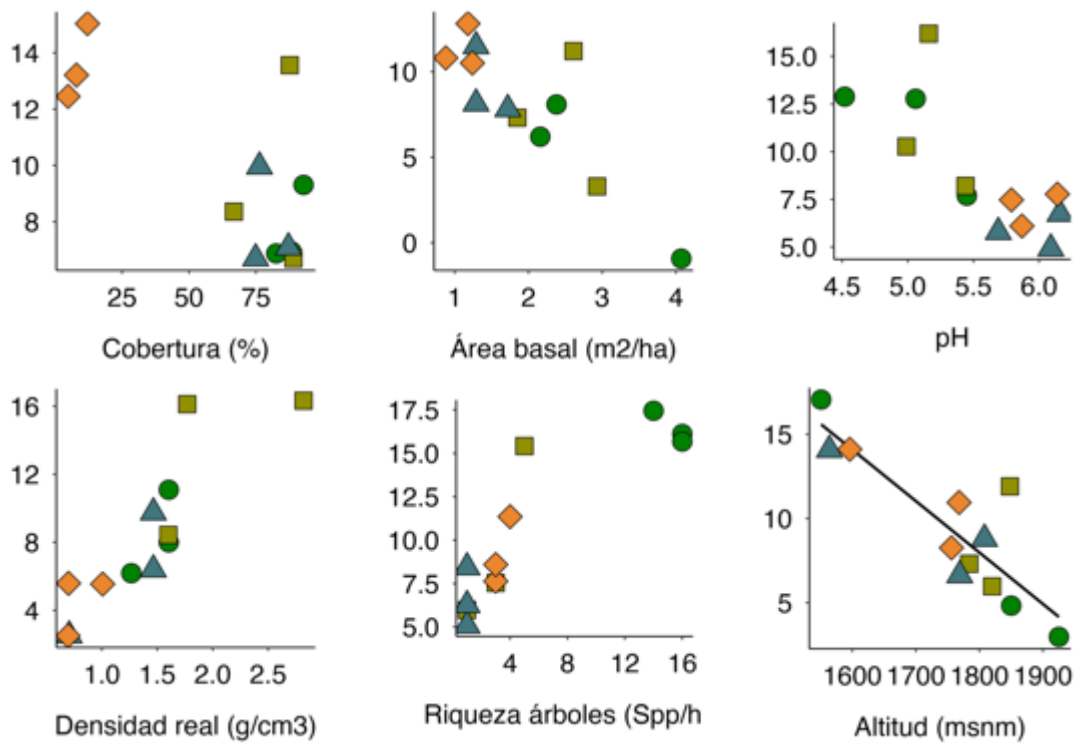 14
12
10
8
25 50 75
Cobertura (%)
10
5
0
1 2 3 4
Área basal (m2/ha)
15.0
12.5
10.0
7.5
5.0
4.5 5.0 5.5 6.0
pH
16
12
8
4
1.0 1.5 2.0 2.5
Densidad real (g/cm3)
17.5
15.0
12.5
10.0
7.5
5.0
4 8 12 16
Riqueza árboles (Spp/h
15
10
5
1600 1700 1800 1900
Altitud (msnm)